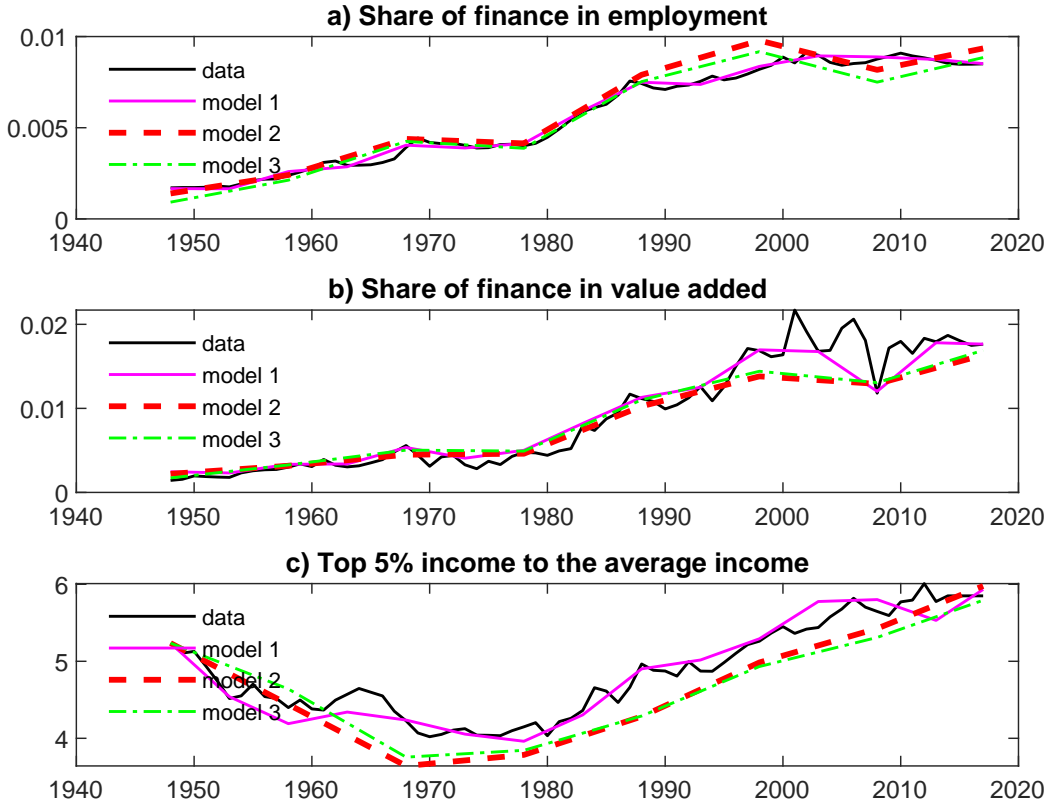 a) Share of finance in employment
0.01
data
model 1
0.005
model 2
model 3
0
1940 1950 1960 1970 1980 1990 2000 2010 2020
b) Share of finance in value added
0.02
data
model 1
0.01
model 2
model 3
0
1940 1950 1960 1970 1980 1990 2000 2010 2020
c) Top 5% income to the average income
6
data
model 1
5
model 2
model 3
4
1940 1950 1960 1970 1980 1990 2000 2010 2020